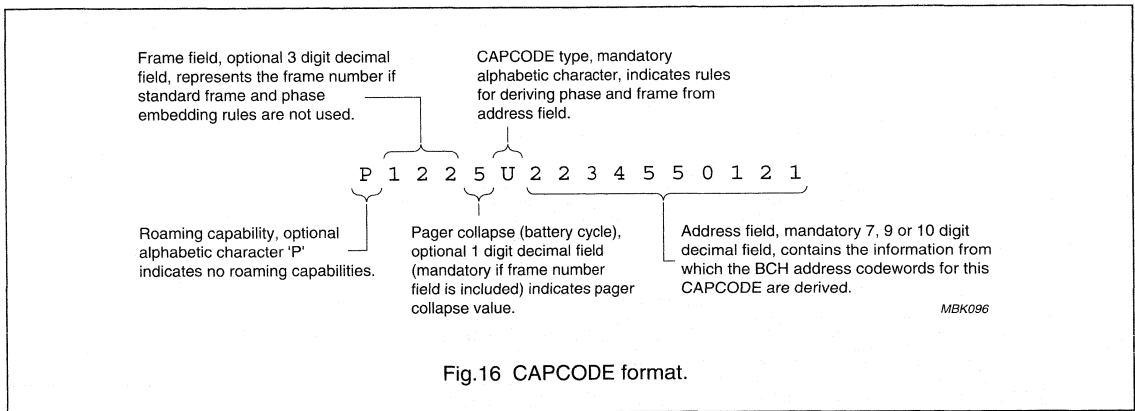 Frame field, optional 3 digit decimal
field, represents the frame number if
standard frame and phase
embedding rules are not used.
CAPCODE type, mandatory
alphabetic character, indicates rules
for deriving phase and frame from
address field.
P 1 2 2 5 U 2 2 3 4 5 5 0 1 2 1
Roaming capability, optional
alphabetic character 'P'
indicates no roaming capabilities.
Pager collapse (battery cycle),
optional 1 digit decimal field
(mandatory if frame number
field is included) indicates pager
collapse value.
Address field, mandatory 7, 9 or 10 digit
decimal field, contains the information from
which the BCH address codewords for this
CAPCODE are derived.
MBK096
Fig.16 CAPCODE format.